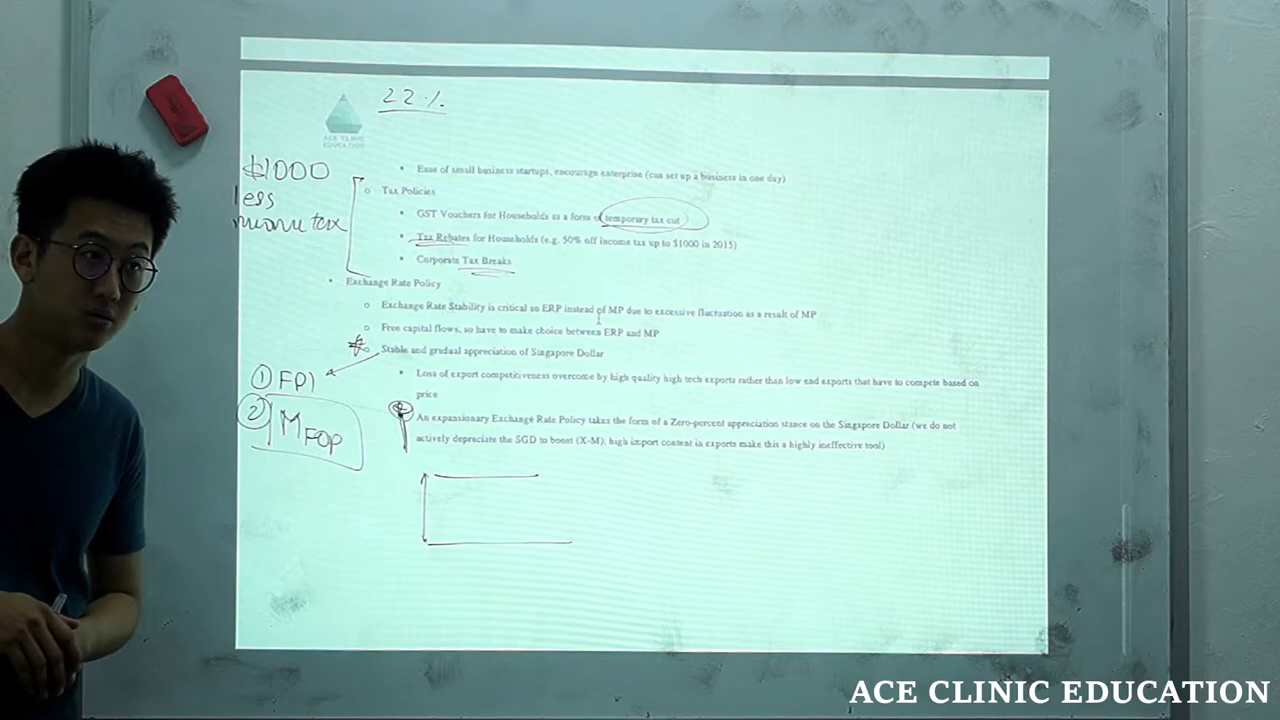 22%
ACE CLINIC
EDUCATION
$1000
less
income tax
• Ease of small business startups, encourage enterprise (can set up a business in one day)
o Tax Policies
• GST Vouchers for Households as a form of temporary tax cut
• Tax Rebates for Households (e.g. 50% off income tax up to $1000 in 2015)
• Corporate Tax Breaks
• Exchange Rate Policy
o Exchange Rate Stability is critical so ERP instead of MP due to excessive fluctuation as a result of MP
o Free capital flows, so have to make choice between ERP and MP
o Stable and gradual appreciation of Singapore Dollar
① FPI
② M FOP
• Loss of export competitiveness overcome by high quality high tech exports rather than low end exports that have to compete based on
price
An expansionary Exchange Rate Policy takes the form of a Zero-percent appreciation stance on the Singapore Dollar (we do not
actively depreciate the SGD to boost (X-M); high import content in exports make this a highly ineffective tool)
ACE CLINIC EDUCATION